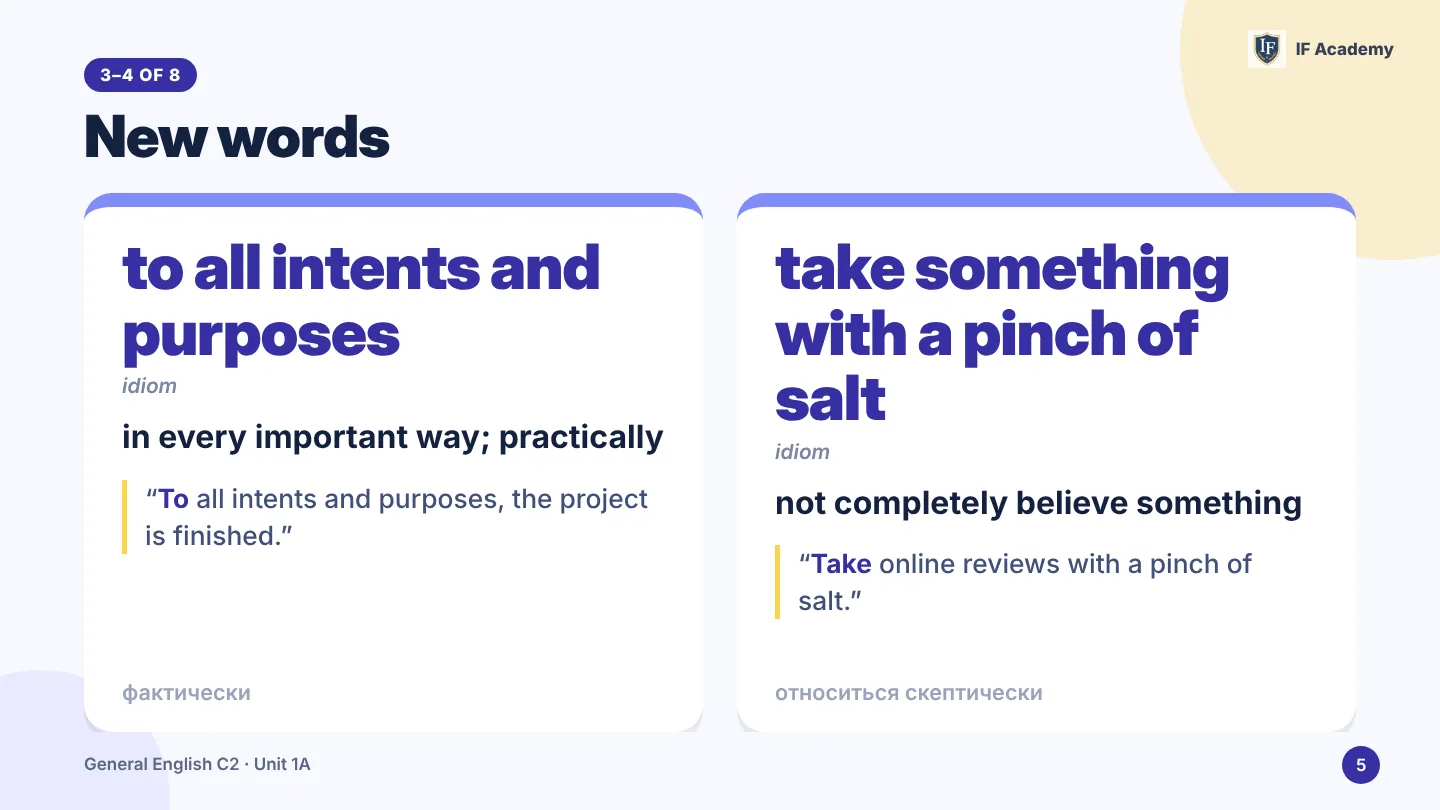 IF
IF Academy
3–4 OF 8
New words
to all intents and
purposes
idiom
in every important way; practically
“To all intents and purposes, the project
is finished.”
фактически
take something
with a pinch of
salt
idiom
not completely believe something
“Take online reviews with a pinch of
salt.”
относиться скептически
General English C2 · Unit 1A
5